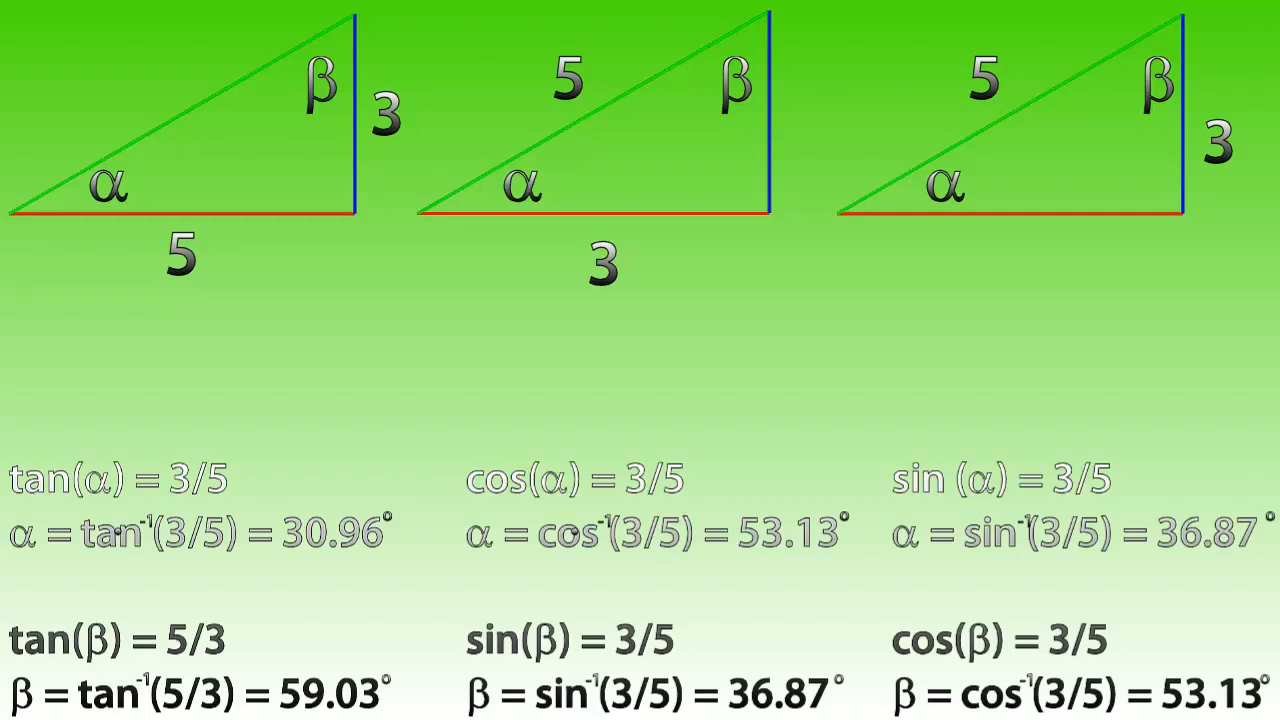 β 3
α
5
5 β
α
3
5 β
α 3
tan(α) = 3/5
α = tan⁻¹(3/5) = 30.96°
cos(α) = 3/5
α = cos⁻¹(3/5) = 53.13°
sin (α) = 3/5
α = sin⁻¹(3/5) = 36.87°
tan(β) = 5/3
β = tan⁻¹(5/3) = 59.03°
sin(β) = 3/5
β = sin⁻¹(3/5) = 36.87°
cos(β) = 3/5
β = cos⁻¹(3/5) = 53.13°